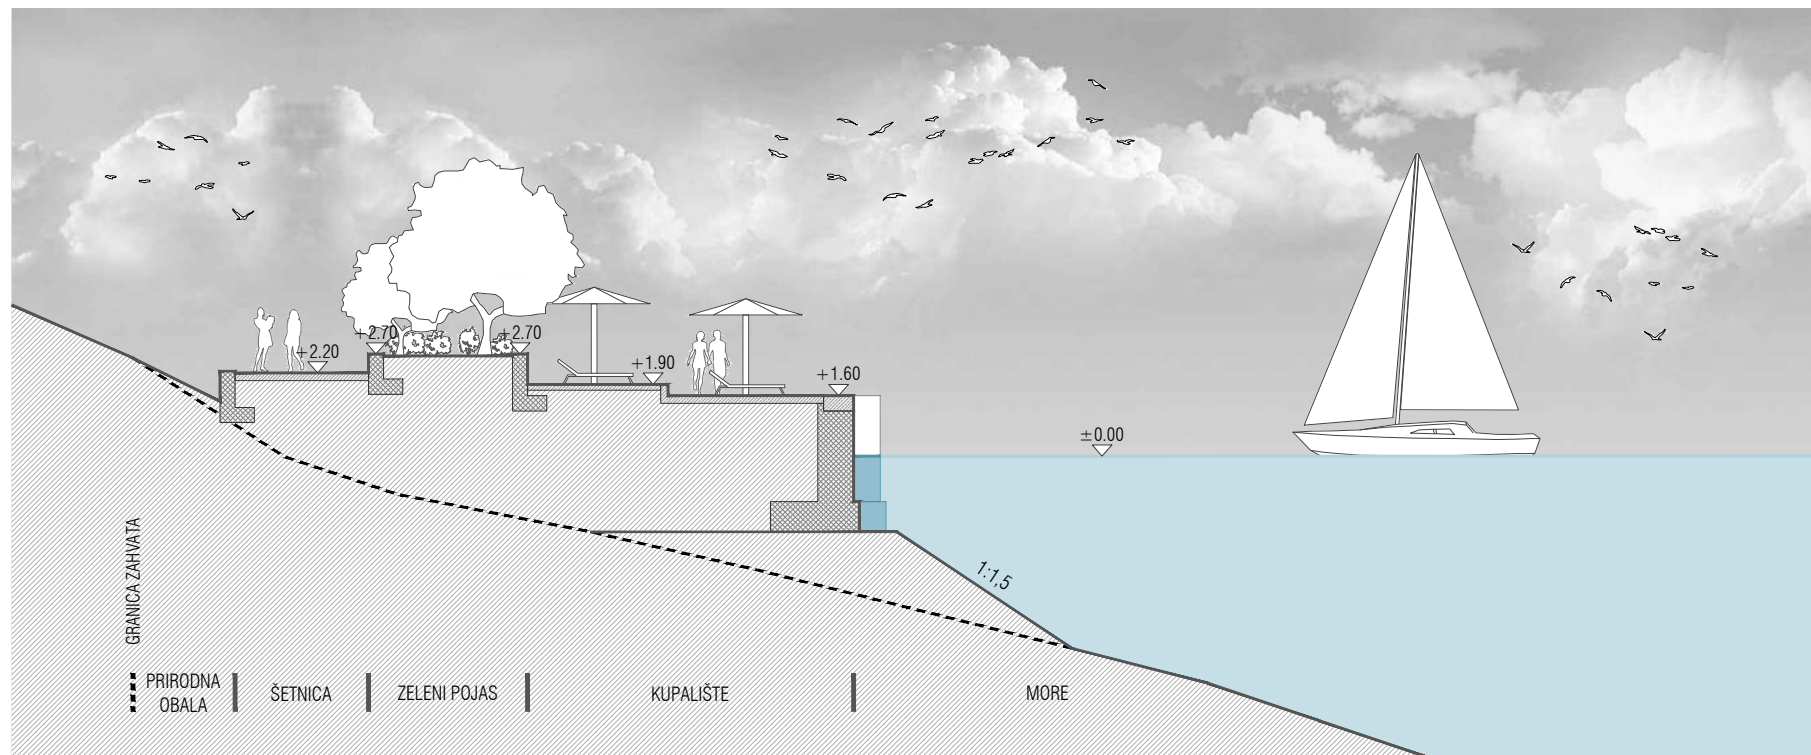 +2.70
+2.70
+2.20
+1.90
+1.60
±0.00
1:1,5
GRANICA ZAHVATA
PRIRODNA
OBALA
ŠETNICA
ZELENI POJAS
KUPALIŠTE
MORE